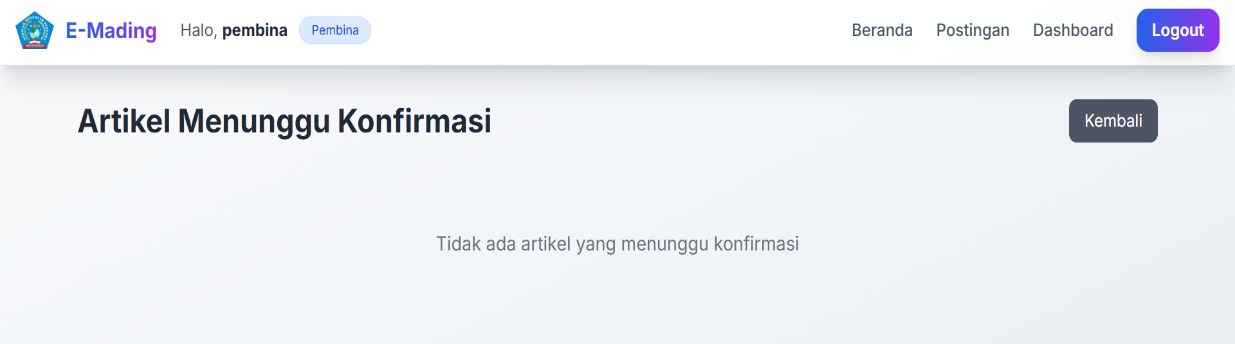 E-Mading Halo, pembina Pembina Beranda Postingan Dashboard Logout
Artikel Menunggu Konfirmasi Kembali
Tidak ada artikel yang menunggu konfirmasi